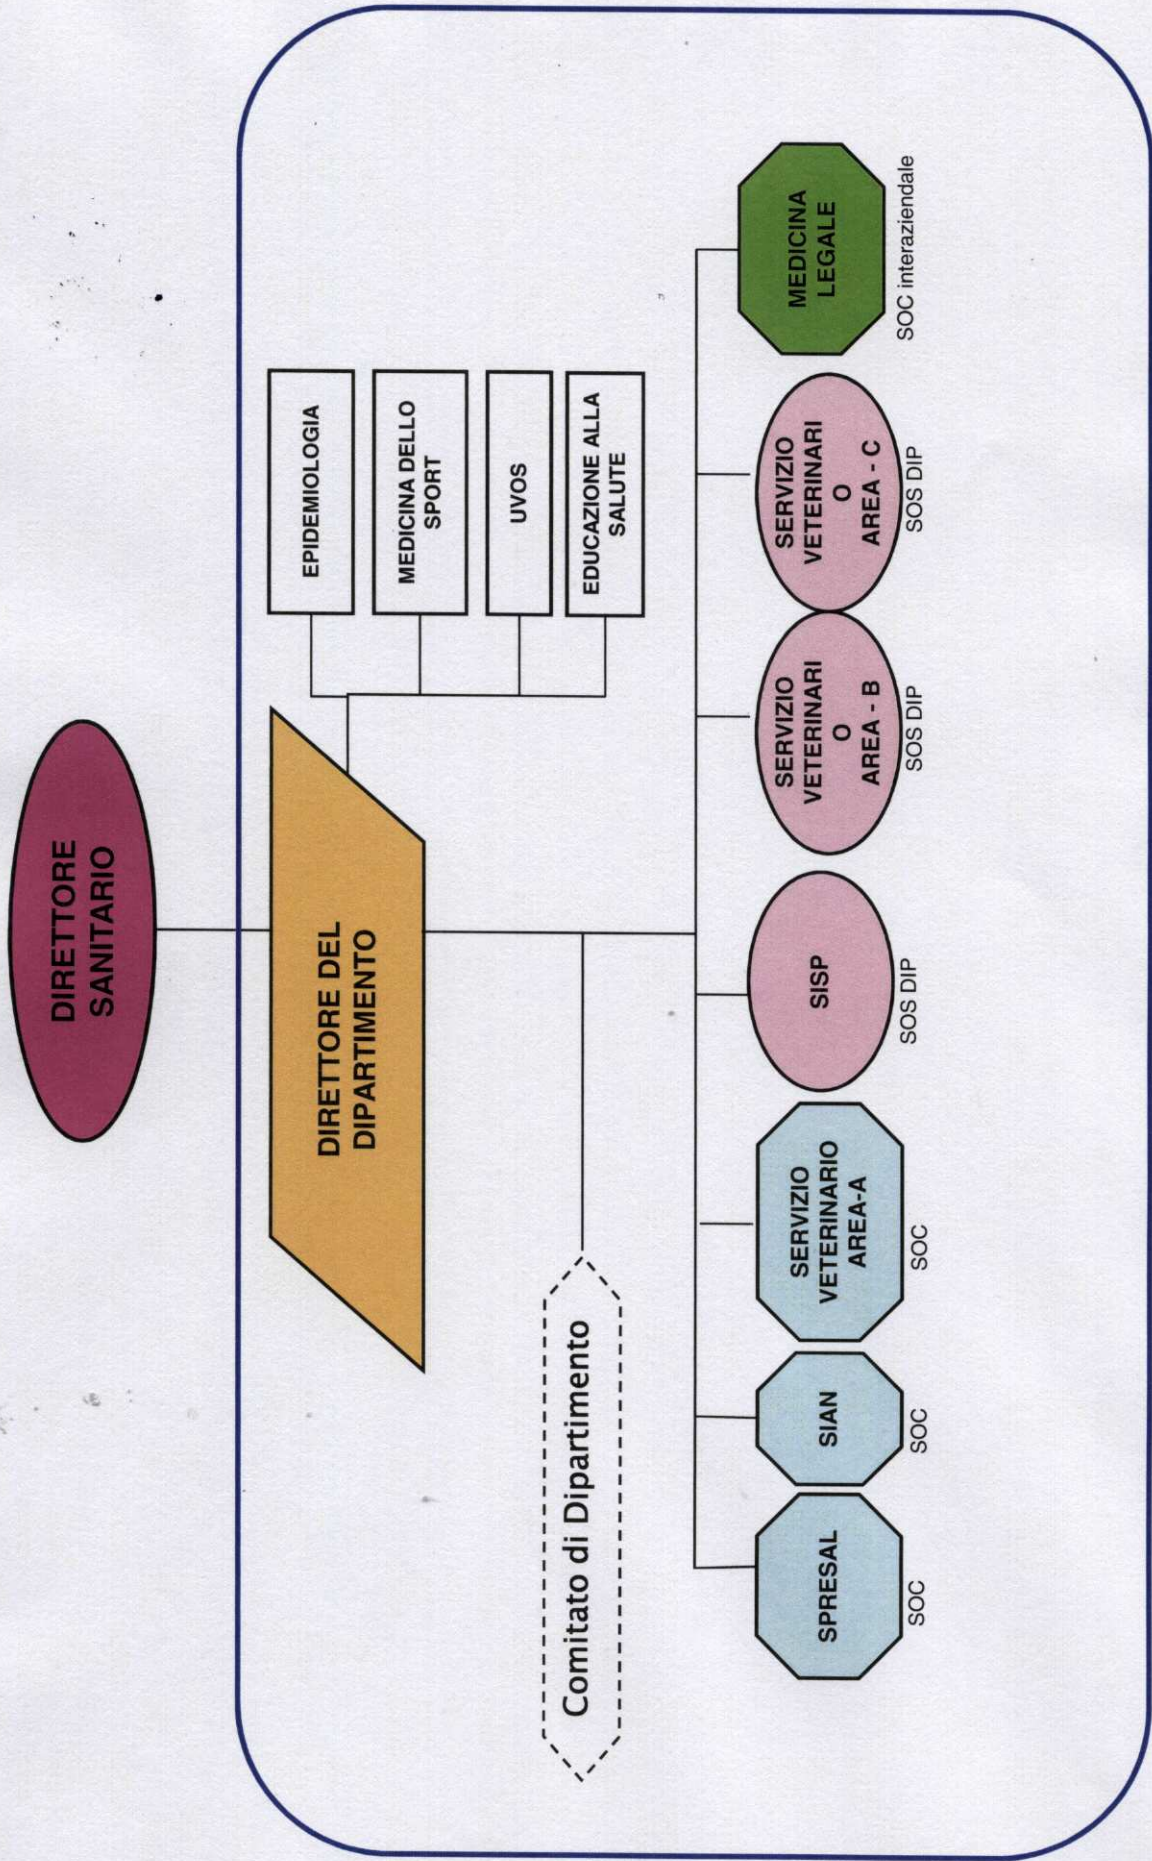 DIRETTORE
SANITARIO
DIRETTORE DEL
DIPARTIMENTO
EPIDEMIOLOGIA
MEDICINA DELLO
SPORT
UVOS
EDUCAZIONE ALLA
SALUTE
Comitato di Dipartimento
SPRESAL
SOC
SIAN
SOC
SERVIZIO
VETERINARIO
AREA-A
SOC
SISP
SOS DIP
SERVIZIO
VETERINARI
O
AREA - B
SOS DIP
SERVIZIO
VETERINARI
O
AREA - C
SOS DIP
MEDICINA
LEGALE
SOC interaziendale